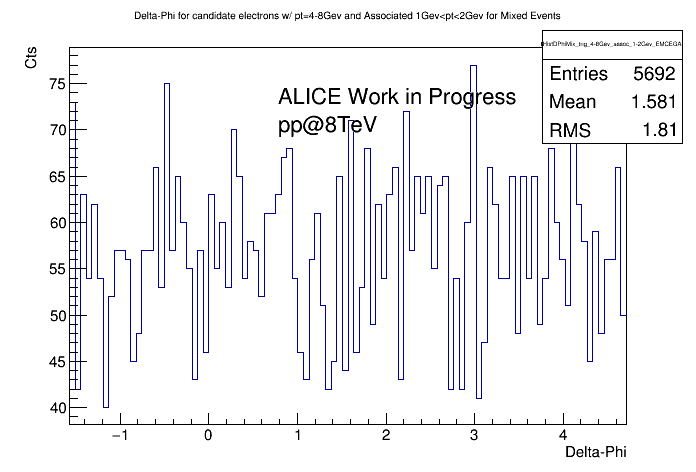 Delta-Phi for candidate electrons w/ pt=4-8Gev and Associated 1Gev<pt<2Gev for Mixed Events
Cts
Entries 5692
Mean 1.581
RMS 1.81
ALICE Work in Progress
pp@8TeV
75
70
65
60
55
50
45
40
−1 0 1 2 3 4
Delta-Phi